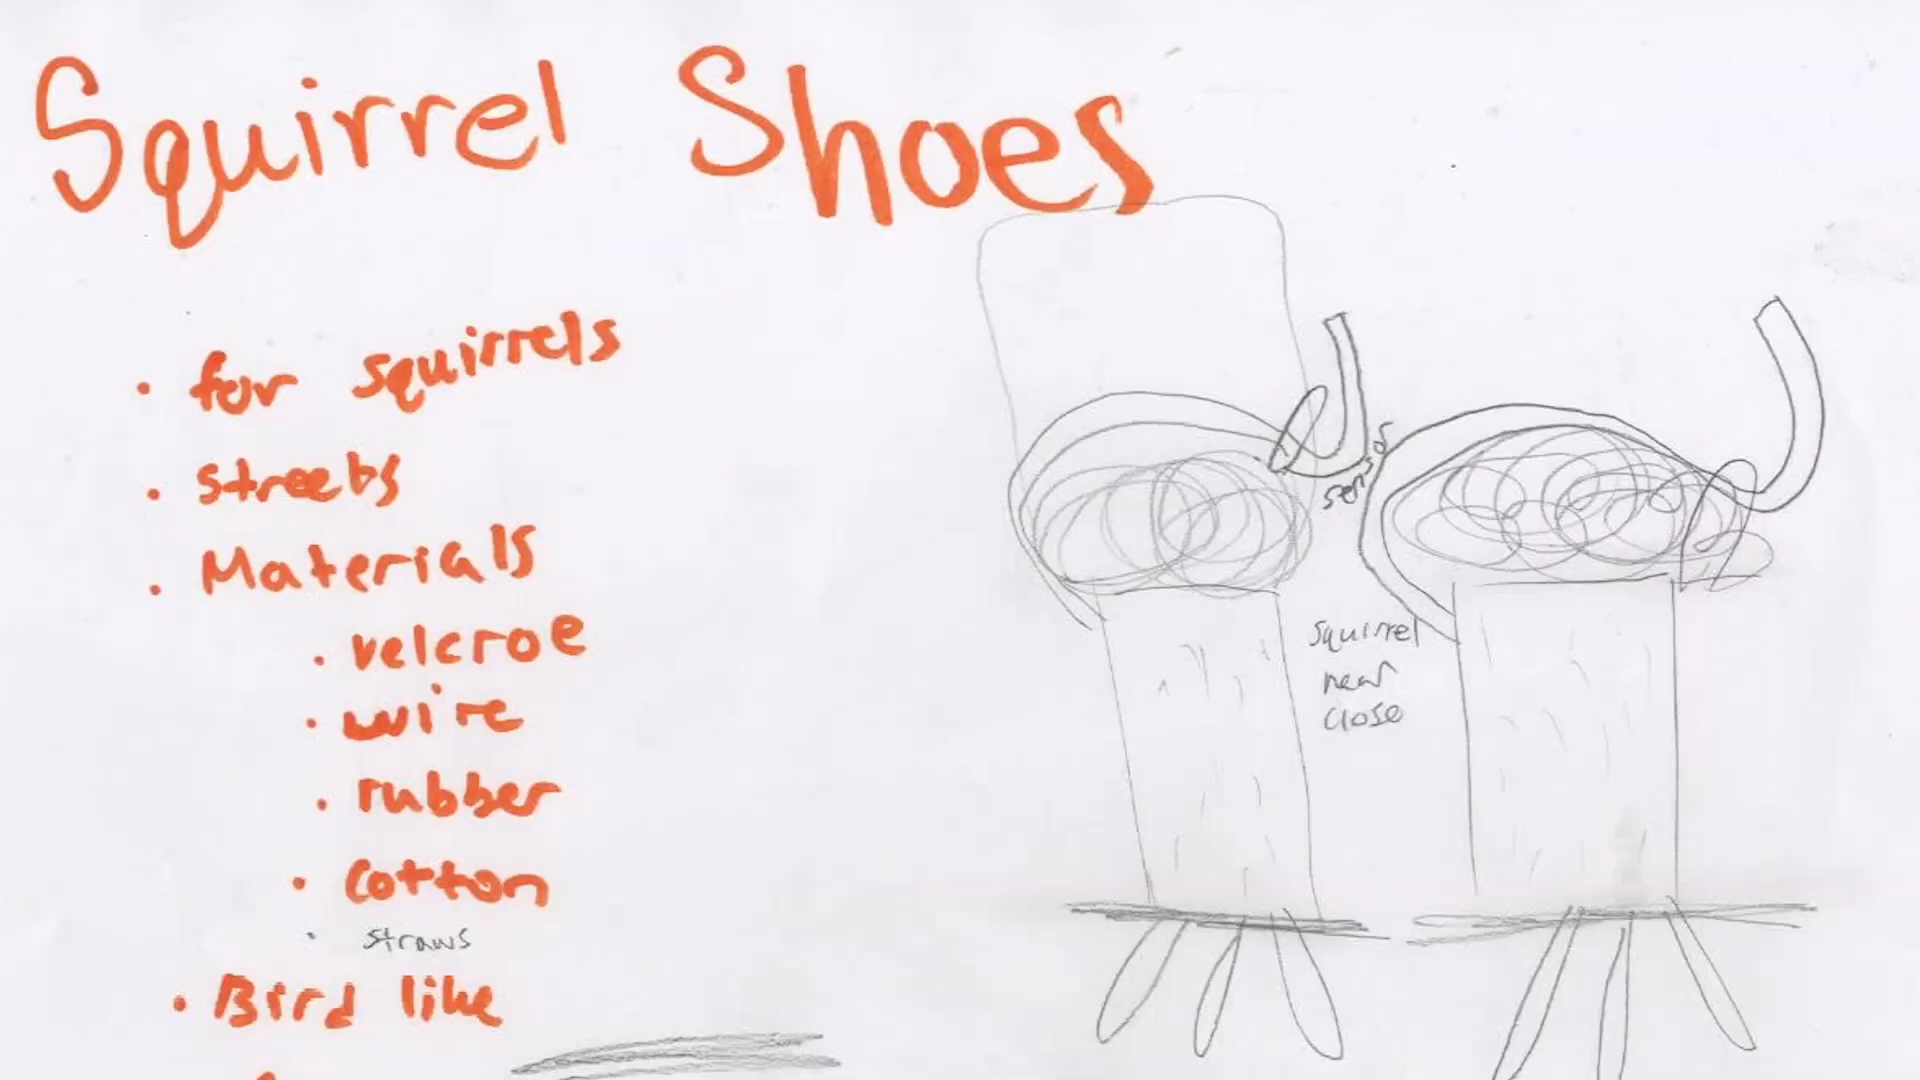 Squirrel Shoes
• for squirrels
• streets
• Materials
• velcroe
• wire
• rubber
• cotton
• straws
• Bird like
sensor
squirrel
near
close